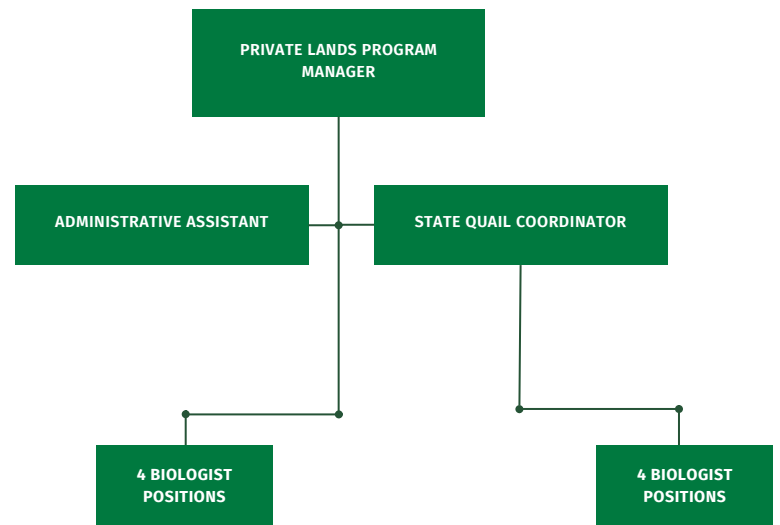 PRIVATE LANDS PROGRAM
MANAGER
ADMINISTRATIVE ASSISTANT
STATE QUAIL COORDINATOR
4 BIOLOGIST
POSITIONS
4 BIOLOGIST
POSITIONS